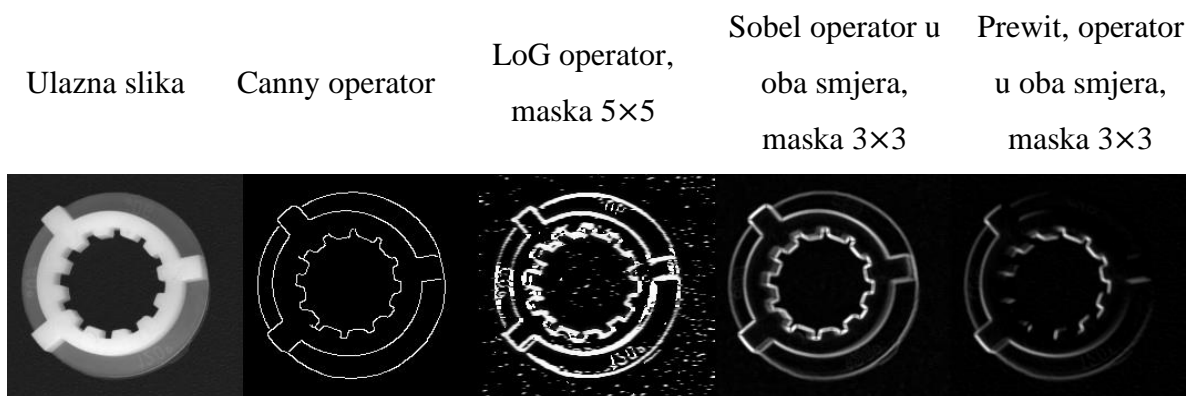 Ulazna slika
Canny operator
LoG operator,
maska 5×5
Sobel operator u
oba smjera,
maska 3×3
Prewit, operator
u oba smjera,
maska 3×3